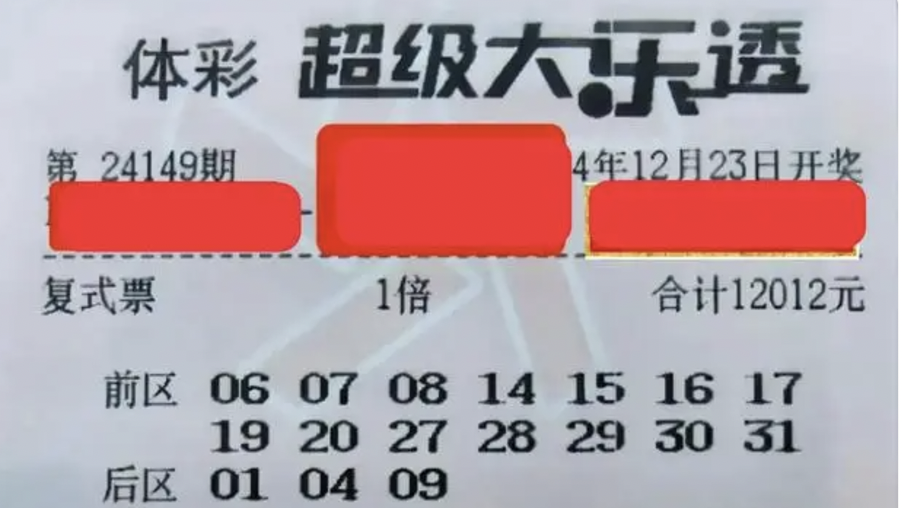 体彩 超级大乐透
第 24149期 4年12月23日开奖
复式票 1倍 合计12012元
前区 06 07 08 14 15 16 17
19 20 27 28 29 30 31
后区 01 04 09